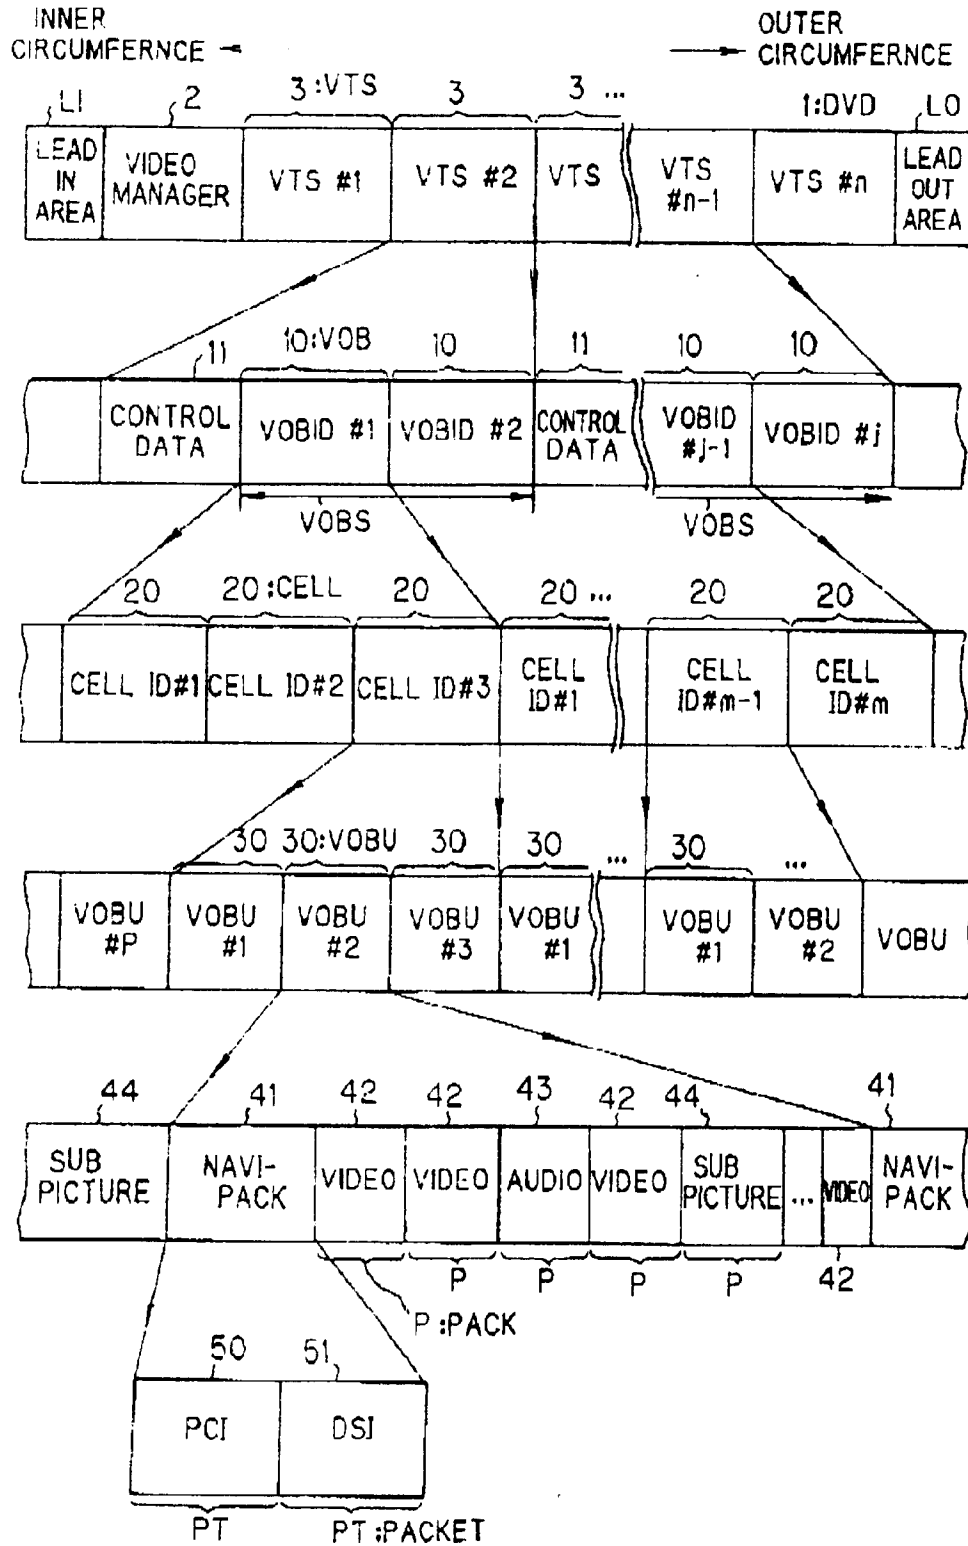 INNER
CIRCUMFERNCE
OUTER
CIRCUMFERNCE
LI 2 3:VTS 3 3 ... 1:DVD LO
LEAD
IN
AREA
VIDEO
MANAGER
VTS #1
VTS #2
VTS
VTS
#n-1
VTS #n
LEAD
OUT
AREA
11 10:VOB 10 11 10 10
CONTROL
DATA
VOBID #1
VOBID #2
CONTROL
DATA
VOBID
#j-1
VOBID #j
VOBS
VOBS
20 20:CELL 20 20 ... 20 20
CELL ID#1
CELL ID#2
CELL ID#3
CELL
ID#1
CELL
ID#m-1
CELL
ID#m
30 30:VOBU 30 30 ... 30 ...
VOBU
#P
VOBU
#1
VOBU
#2
VOBU
#3
VOBU
#1
VOBU
#1
VOBU
#2
VOBU
44 41 42 42 43 42 44 41
SUB
PICTURE
NAVI-
PACK
VIDEO
VIDEO
AUDIO
VIDEO
SUB
PICTURE
...
VIDEO
NAVI-
PACK
P P P P 42
P:PACK
50 51
PCI
DSI
PT
PT:PACKET